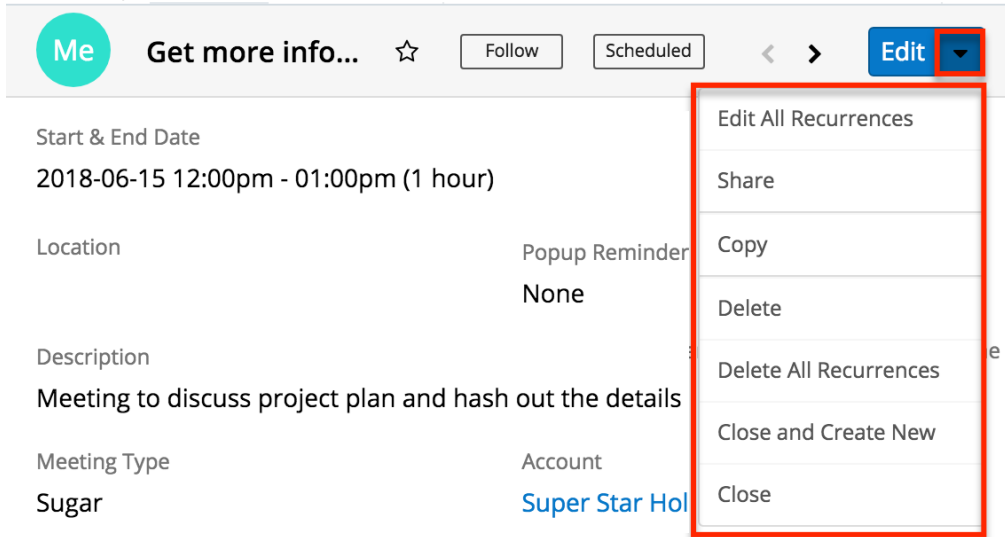 Me
Get more info...
Follow
Scheduled
Edit
Edit All Recurrences
Start & End Date
2018-06-15 12:00pm - 01:00pm (1 hour)
Share
Location
Popup Reminder
Copy
None
Delete
Description
Delete All Recurrences
Meeting to discuss project plan and hash out the details
Close and Create New
Meeting Type
Account
Sugar
Super Star Hol
Close